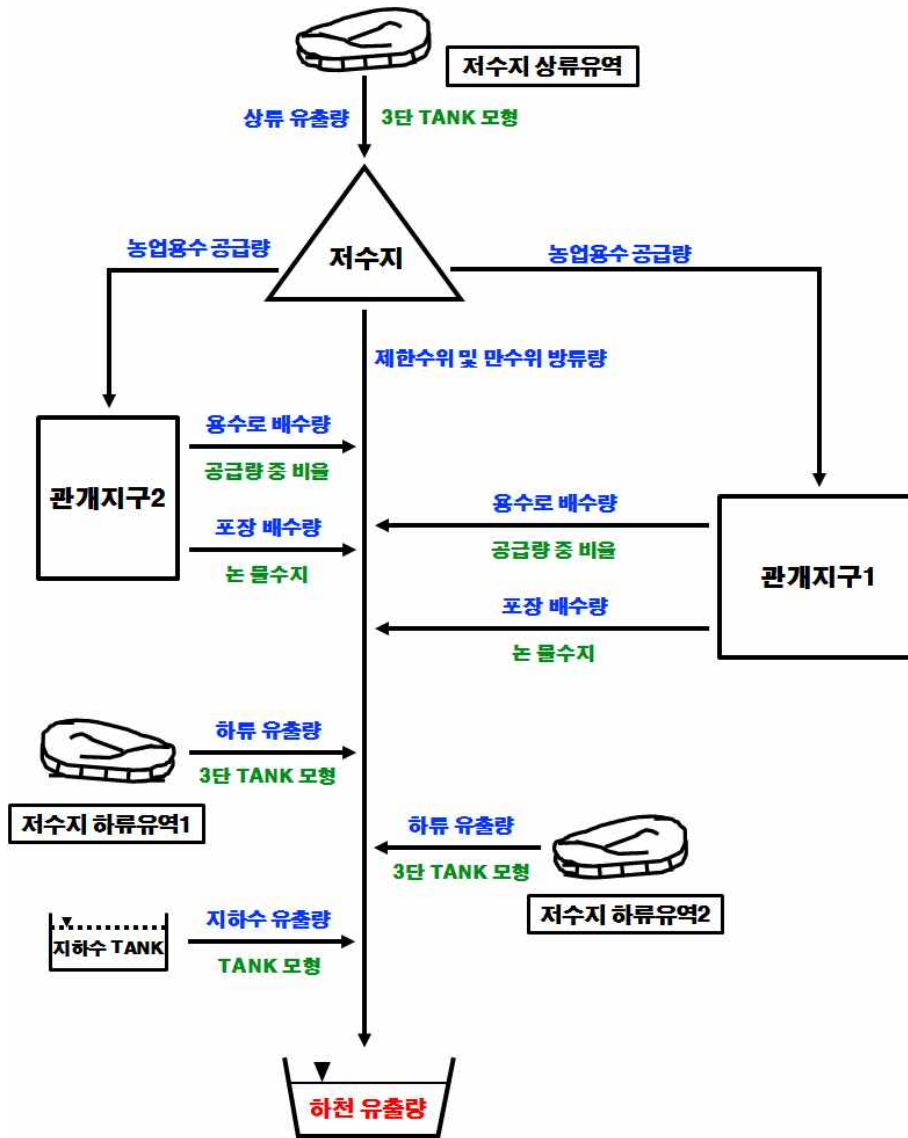 저수지 상류유역
상류 유출량
3단 TANK 모형
저수지
농업용수 공급량
농업용수 공급량
제한수위 및 만수위 방류량
관개지구2
용수로 배수량
공급량 중 비율
포장 배수량
논 물수지
용수로 배수량
공급량 중 비율
포장 배수량
논 물수지
관개지구1
하류 유출량
3단 TANK 모형
저수지 하류유역1
하류 유출량
3단 TANK 모형
저수지 하류유역2
지하수 TANK
지하수 유출량
TANK 모형
하천 유출량